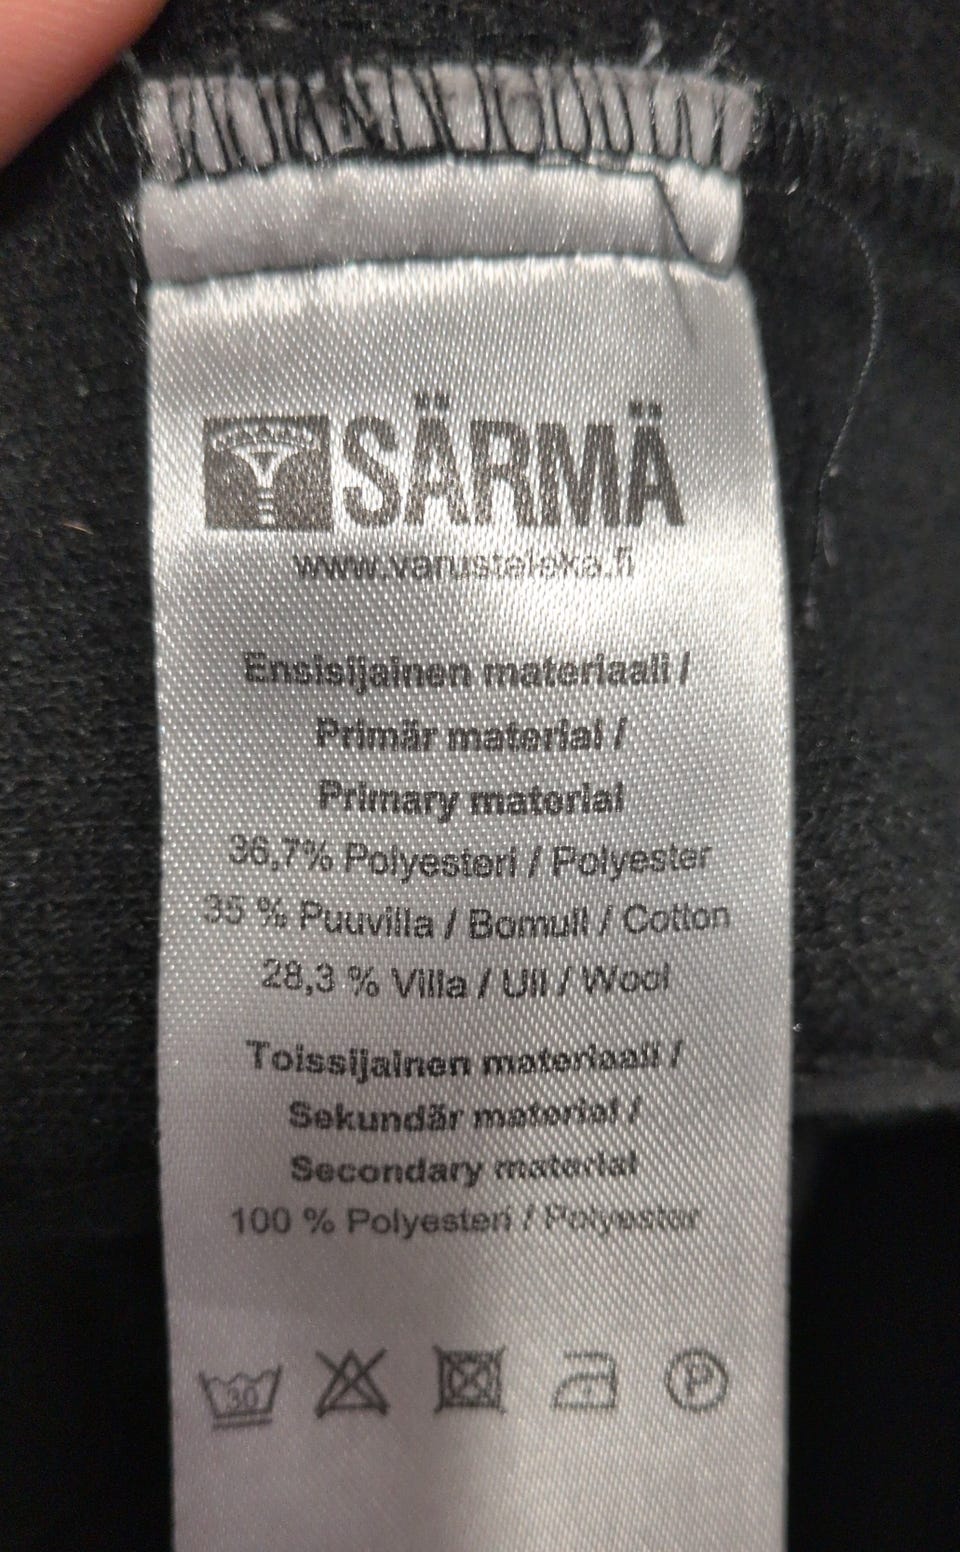 SÄRMÄ
www.varusteleka.fi
Ensisijainen materiaali /
Primär material /
Primary material
36,7% Polyesteri / Polyester
35 % Puuvilla / Bomull / Cotton
28,3 % Villa / Ull / Wool
Toissijainen materiaali /
Sekundär material /
Secondary material
100 % Polyesteri / Polyester
30 P